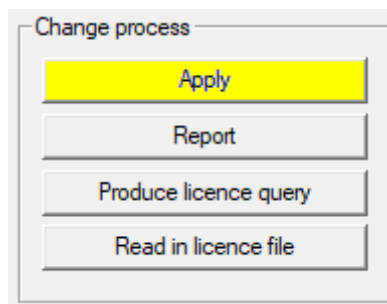 Change process
Apply
Report
Produce licence query
Read in licence file